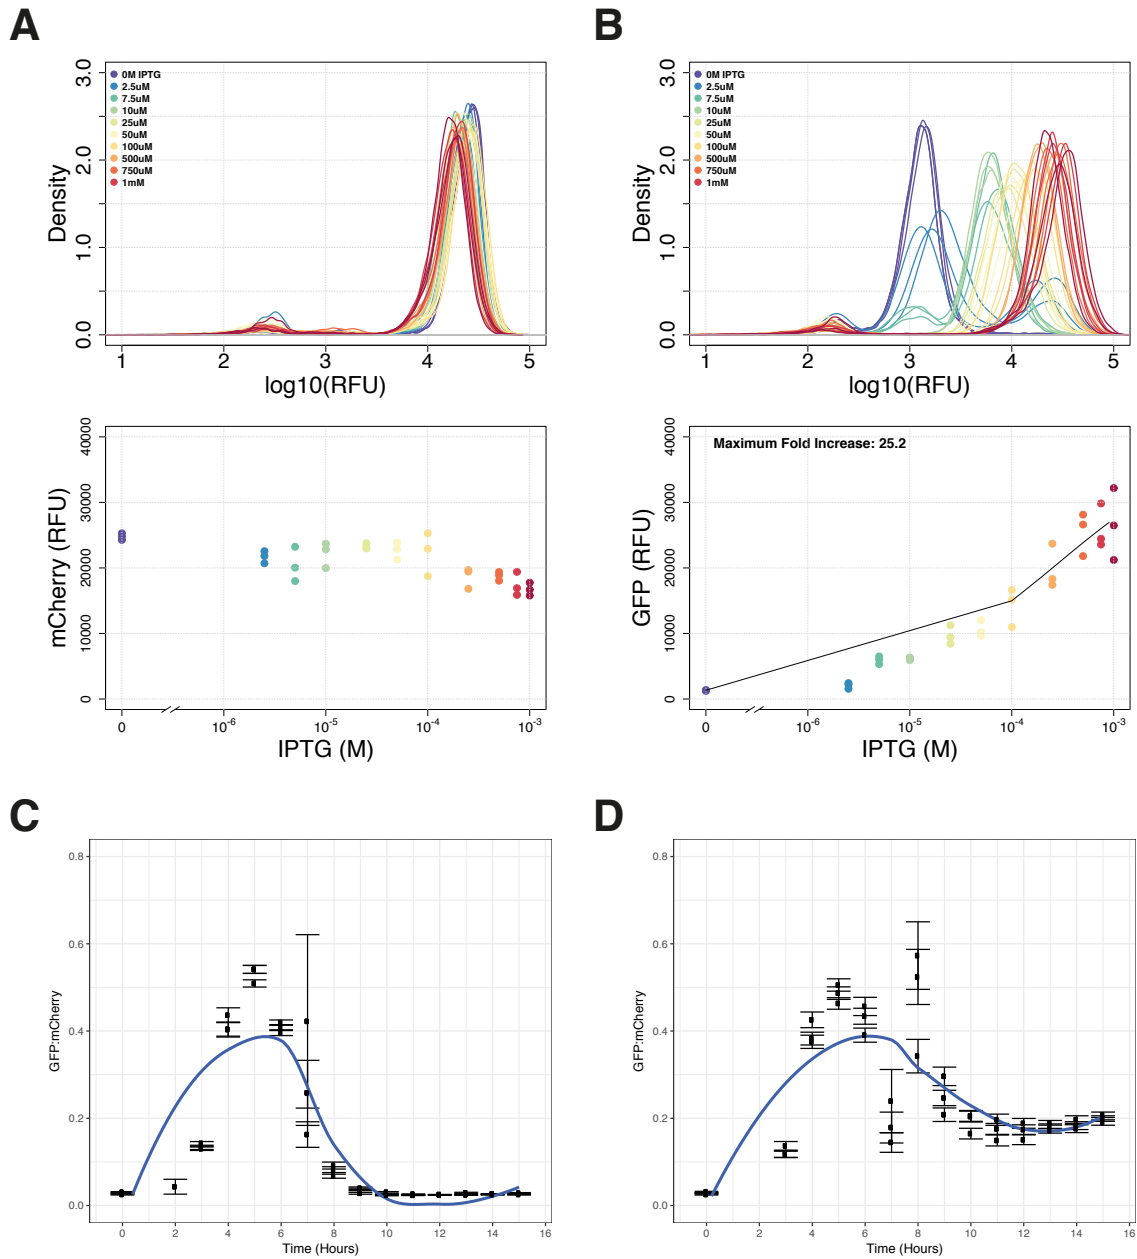 A
B
3.0
2.0
1.0
0.0
Density
0M IPTG
2.5uM
7.5uM
10uM
25uM
50uM
100uM
500uM
750uM
1mM
1 2 3 4 5
log10(RFU)
3.0
2.0
1.0
0.0
Density
0M IPTG
2.5uM
7.5uM
10uM
25uM
50uM
100uM
500uM
750uM
1mM
1 2 3 4 5
log10(RFU)
40000
30000
20000
10000
0
mCherry (RFU)
0 10⁻⁶ 10⁻⁵ 10⁻⁴ 10⁻³
IPTG (M)
Maximum Fold Increase: 25.2
40000
30000
20000
10000
0
GFP (RFU)
0 10⁻⁶ 10⁻⁵ 10⁻⁴ 10⁻³
IPTG (M)
C
D
0.8
0.6
0.4
0.2
0.0
GFP:mCherry
0 2 4 6 8 10 12 14 16
Time (Hours)
0.8
0.6
0.4
0.2
0.0
GFP:mCherry
0 2 4 6 8 10 12 14 16
Time (Hours)